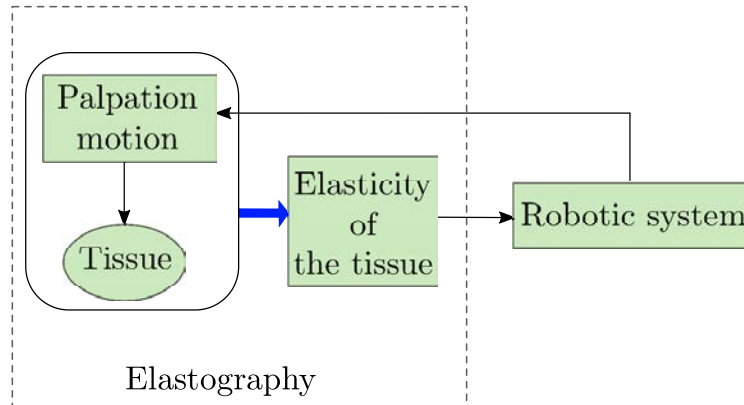 Palpation
motion
Tissue
Elasticity
of
the tissue
Robotic system
Elastography